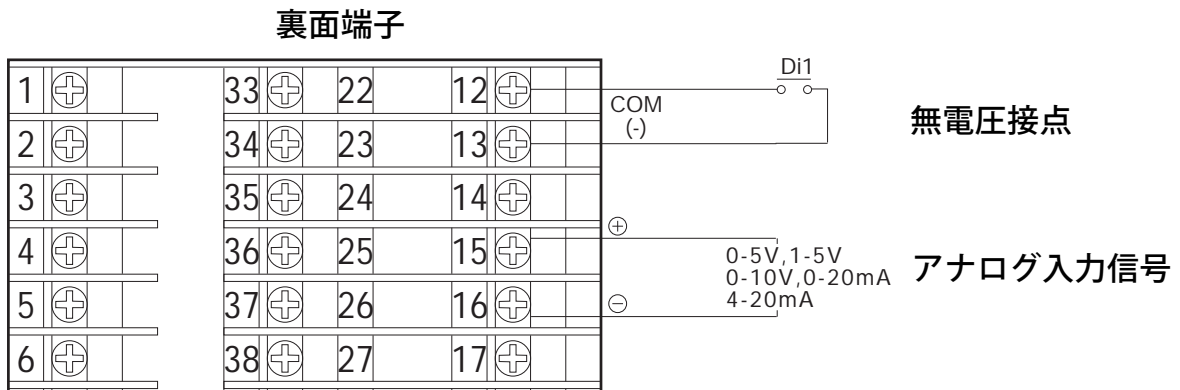 裏面端子
1 33 22 12
Di1
COM
(-)
無電圧接点
2 34 23 13
3 35 24 14
+
4 36 25 15
0-5V,1-5V
0-10V,0-20mA
4-20mA
アナログ入力信号
5 37 26 16
-
6 38 27 17